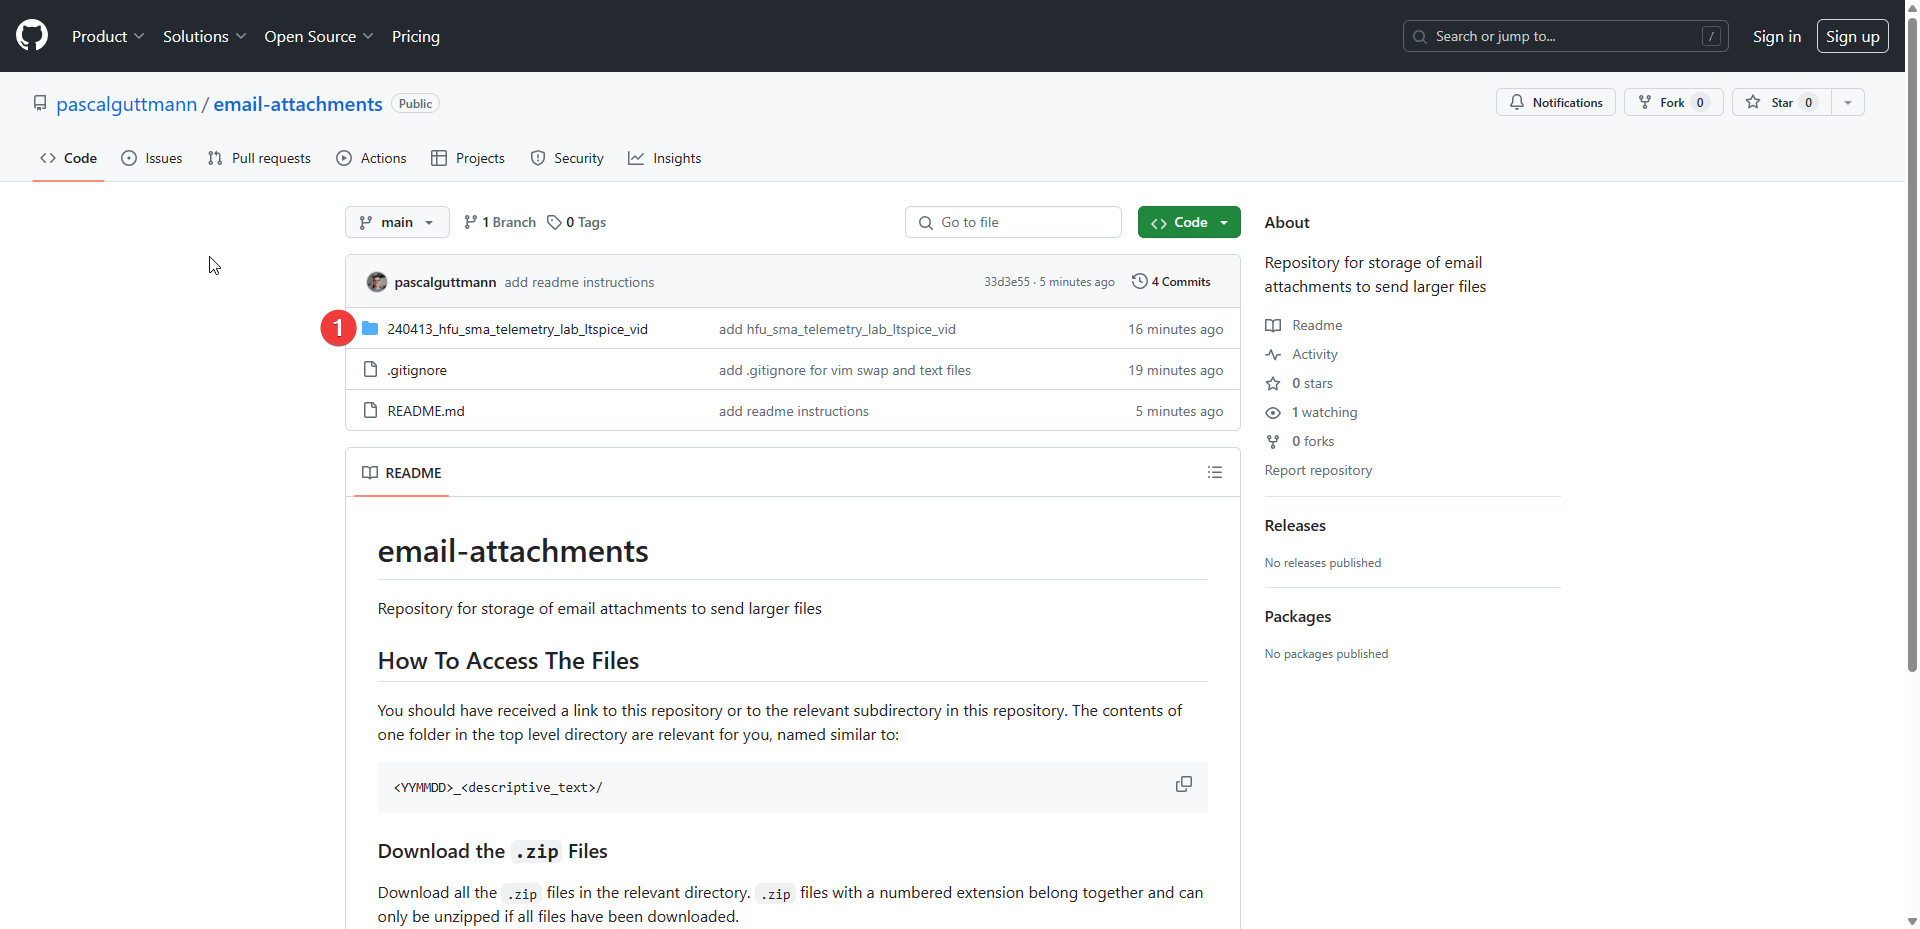 Product Solutions Open Source Pricing Search or jump to... / Sign in Sign up
pascalguttmann / email-attachments Public Notifications Fork 0 Star 0
Code Issues Pull requests Actions Projects Security Insights
main 1 Branch 0 Tags Go to file Code
pascalguttmann add readme instructions 33d3e55 · 5 minutes ago 4 Commits
1 240413_hfu_sma_telemetry_lab_ltspice_vid add hfu_sma_telemetry_lab_ltspice_vid 16 minutes ago
.gitignore add .gitignore for vim swap and text files 19 minutes ago
README.md add readme instructions 5 minutes ago
README
email-attachments
Repository for storage of email attachments to send larger files
How To Access The Files
You should have received a link to this repository or to the relevant subdirectory in this repository. The contents of
one folder in the top level directory are relevant for you, named similar to:
<YYMMDD>_<descriptive_text>/
Download the .zip Files
Download all the .zip files in the relevant directory. .zip files with a numbered extension belong together and can
only be unzipped if all files have been downloaded.
About
Repository for storage of email
attachments to send larger files
Readme
Activity
0 stars
1 watching
0 forks
Report repository
Releases
No releases published
Packages
No packages published